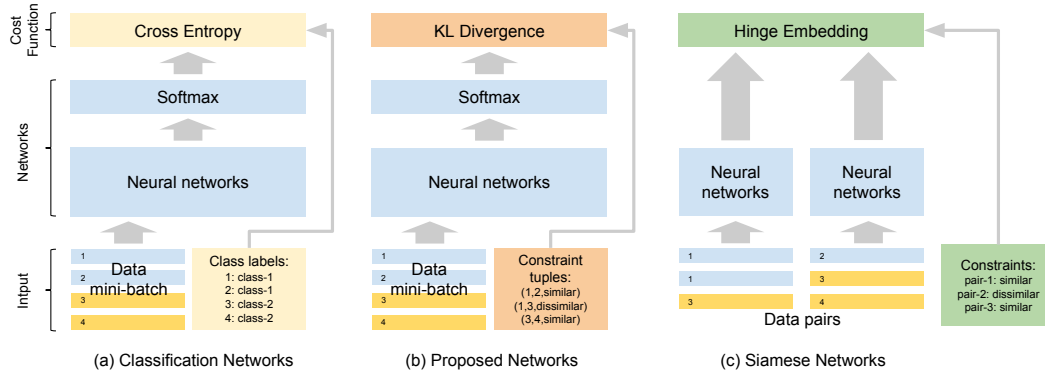 Cost
Function
Networks
Intput
Cross Entropy
Softmax
Neural networks
1
2
3
4
Data
mini-batch
Class labels:
1: class-1
2: class-1
3: class-2
4: class-2
(a) Classification Networks
KL Divergence
Softmax
Neural networks
1
2
3
4
Data
mini-batch
Constraint
tuples:
(1,2,similar)
(1,3,dissimilar)
(3,4,similar)
(b) Proposed Networks
Hinge Embedding
Neural
networks
Neural
networks
1
1
3
2
3
4
Data pairs
Constraints:
pair-1: similar
pair-2: dissimilar
pair-3: similar
(c) Siamese Networks